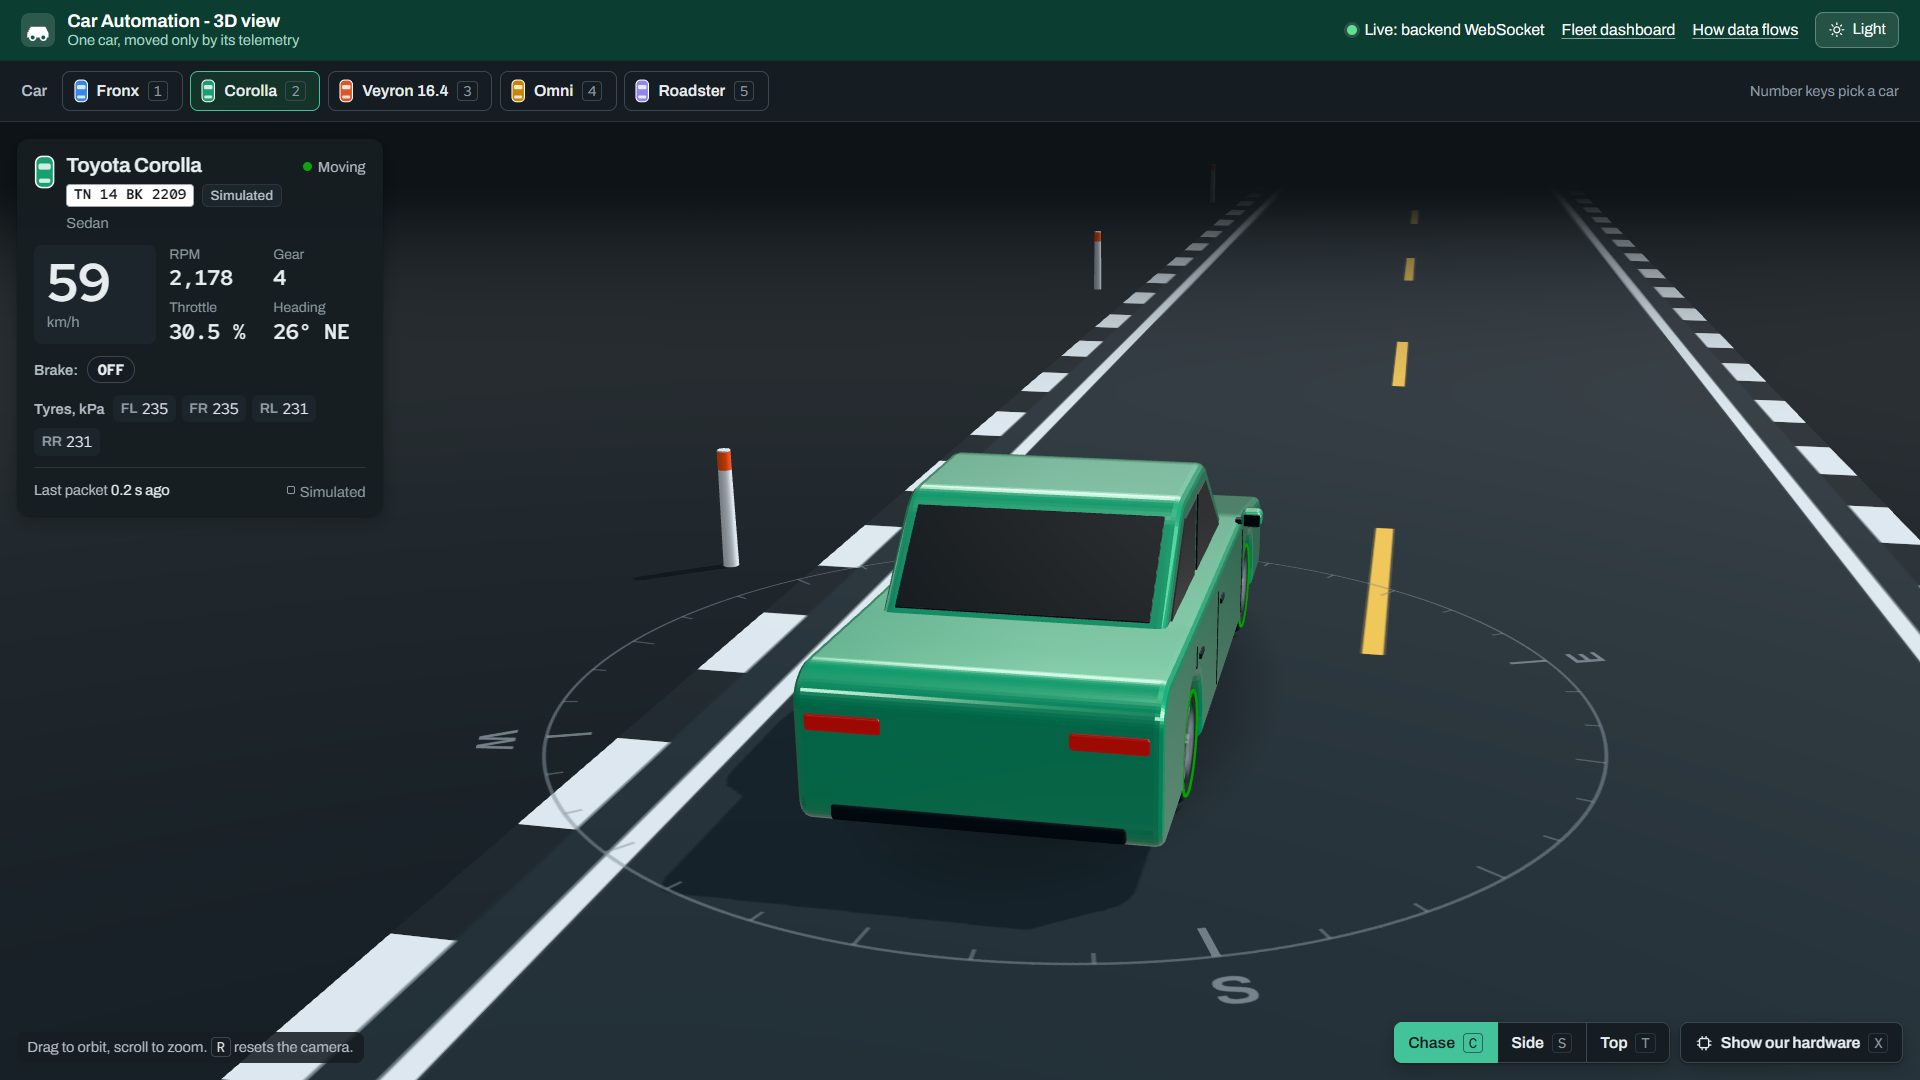 Car Automation - 3D view
One car, moved only by its telemetry
Live: backend WebSocket
Fleet dashboard
How data flows
Light
Car
Fronx 1
Corolla 2
Veyron 16.4 3
Omni 4
Roadster 5
Number keys pick a car
Toyota Corolla
Moving
TN 14 BK 2209
Simulated
Sedan
59
km/h
RPM
2,178
Gear
4
Throttle
30.5 %
Heading
26° NE
Brake: OFF
Tyres, kPa FL 235 FR 235 RL 231
RR 231
Last packet 0.2 s ago
Simulated
W
E
S
Drag to orbit, scroll to zoom. R resets the camera.
Chase C
Side S
Top T
Show our hardware X